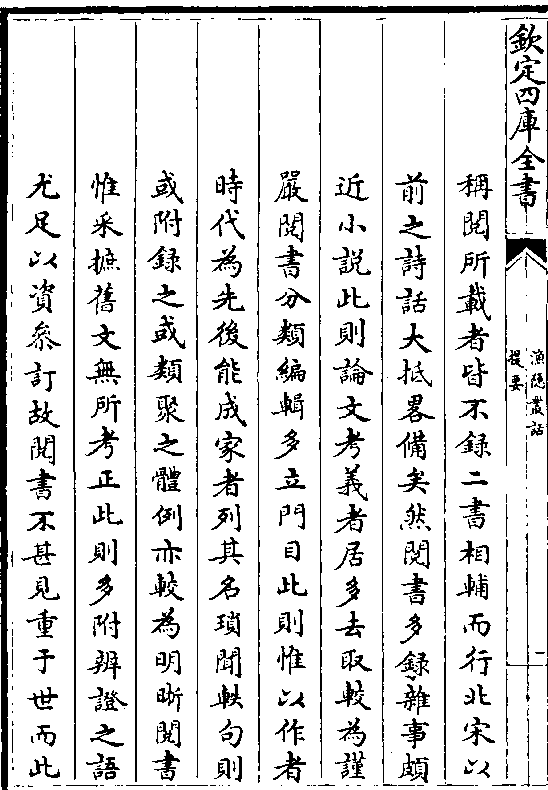 欽定四庫全書
漁隱叢話
提要
二
稱閱所載者皆不錄二書相輔而行北宋以
前之詩話大抵畧備矣然閱書多錄雜事頗
近小說此則論文考義者居多去取較為謹
嚴閱書分類編輯多立門目此則惟以作者
時代為先後能成家者列其名瑣聞軼句則
或附錄之或類聚之體例亦較為明晰閱書
惟采摭舊文無所考正此則多附辨證之語
尤足以資參訂故閱書不甚見重于世而此